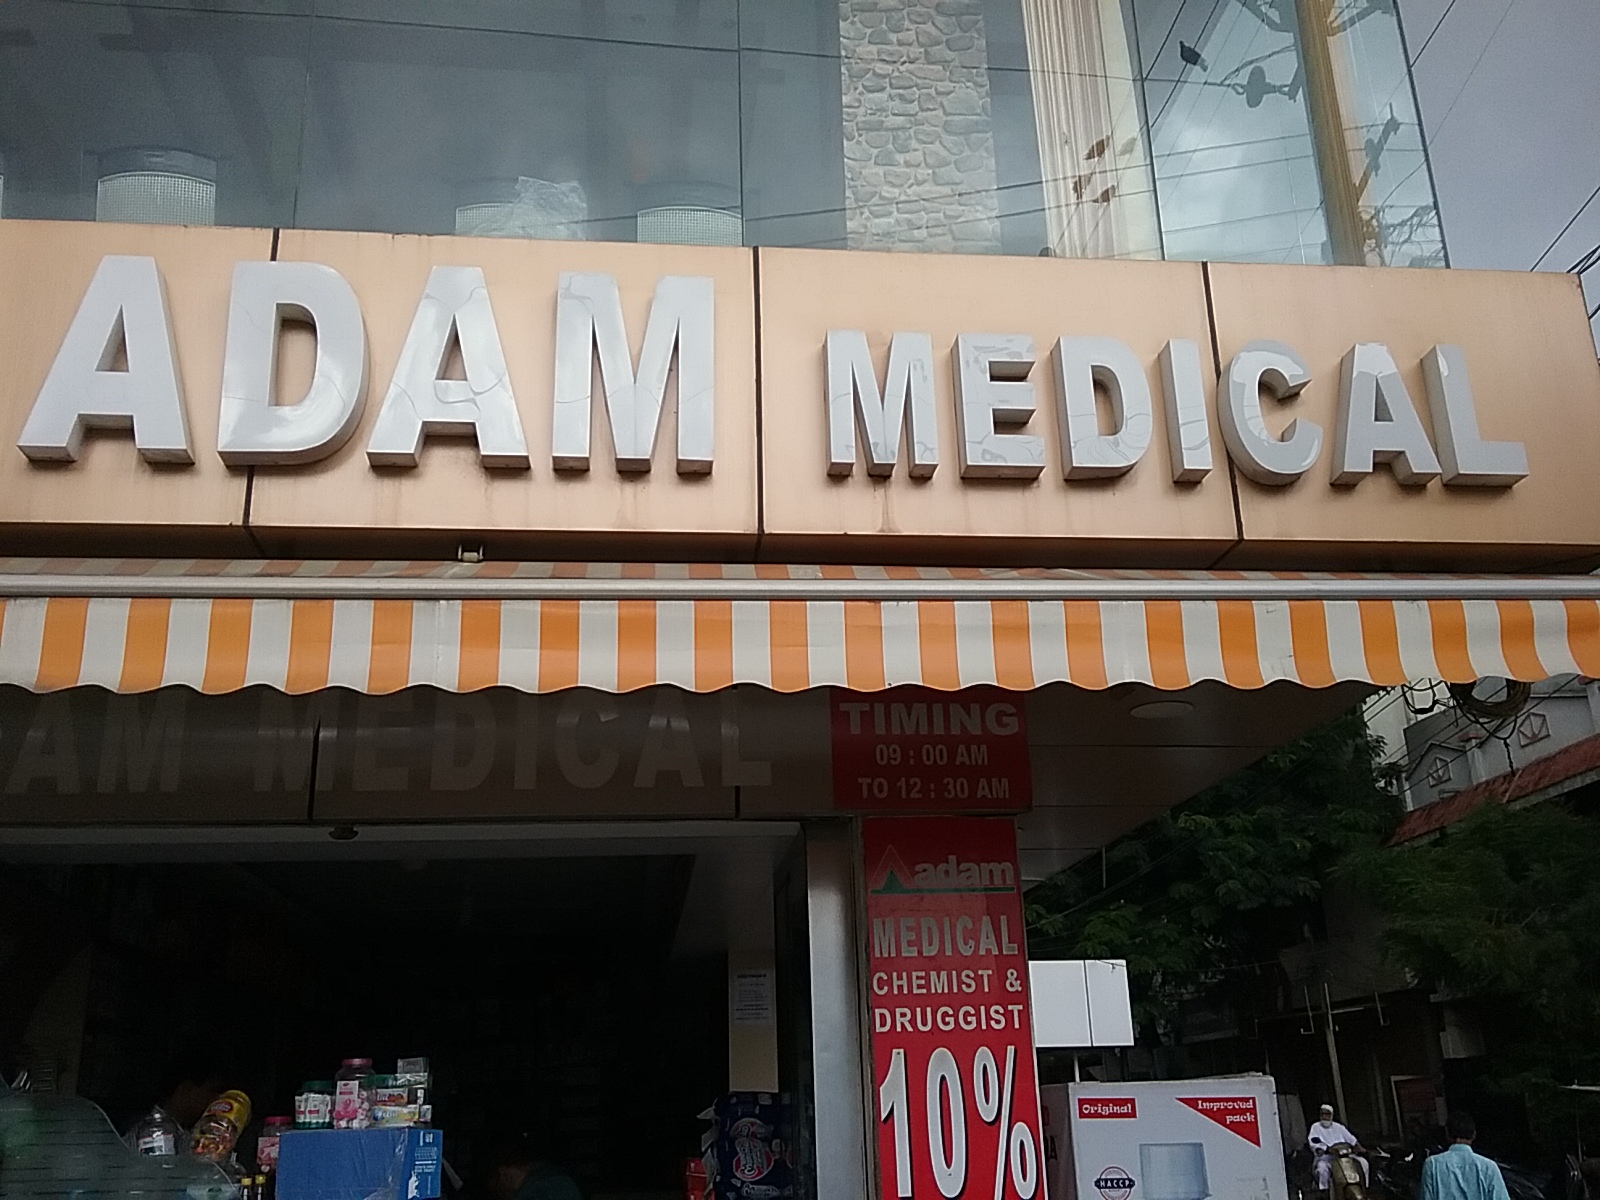 ADAM MEDICAL
AM MEDICAL
TIMING
09 : 00 AM
TO 12 : 30 AM
adam
MEDICAL
CHEMIST &
DRUGGIST
10%
Original
Improved
pack
HACCP